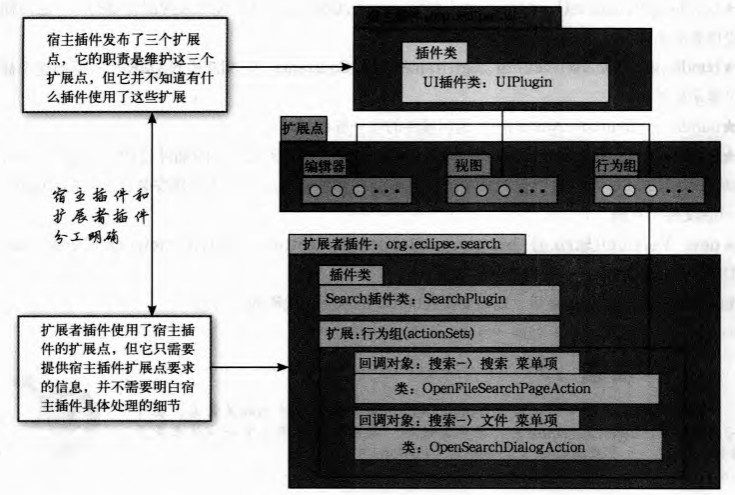 宿主插件发布了三个扩展
点，它的职责是维护这三个
扩展点，但它并不知道有什
么插件使用了这些扩展
宿主插件和
扩展者插件
分工明确
扩展者插件使用了宿主插
件的扩展点，但它只需要
提供宿主插件扩展点要求
的信息，并不需要明白宿
主插件具体处理的细节
插件类
UI插件类：UIPlugin
扩展点
编辑器
视图
行为组
扩展者插件：org.eclipse.search
插件类
Search插件类：SearchPlugin
扩展:行为组(actionSets)
回调对象：搜索-〉搜索 菜单项
类：OpenFileSearchPageAction
回调对象：搜索-〉文件 菜单项
类：OpenSearchDialogAction